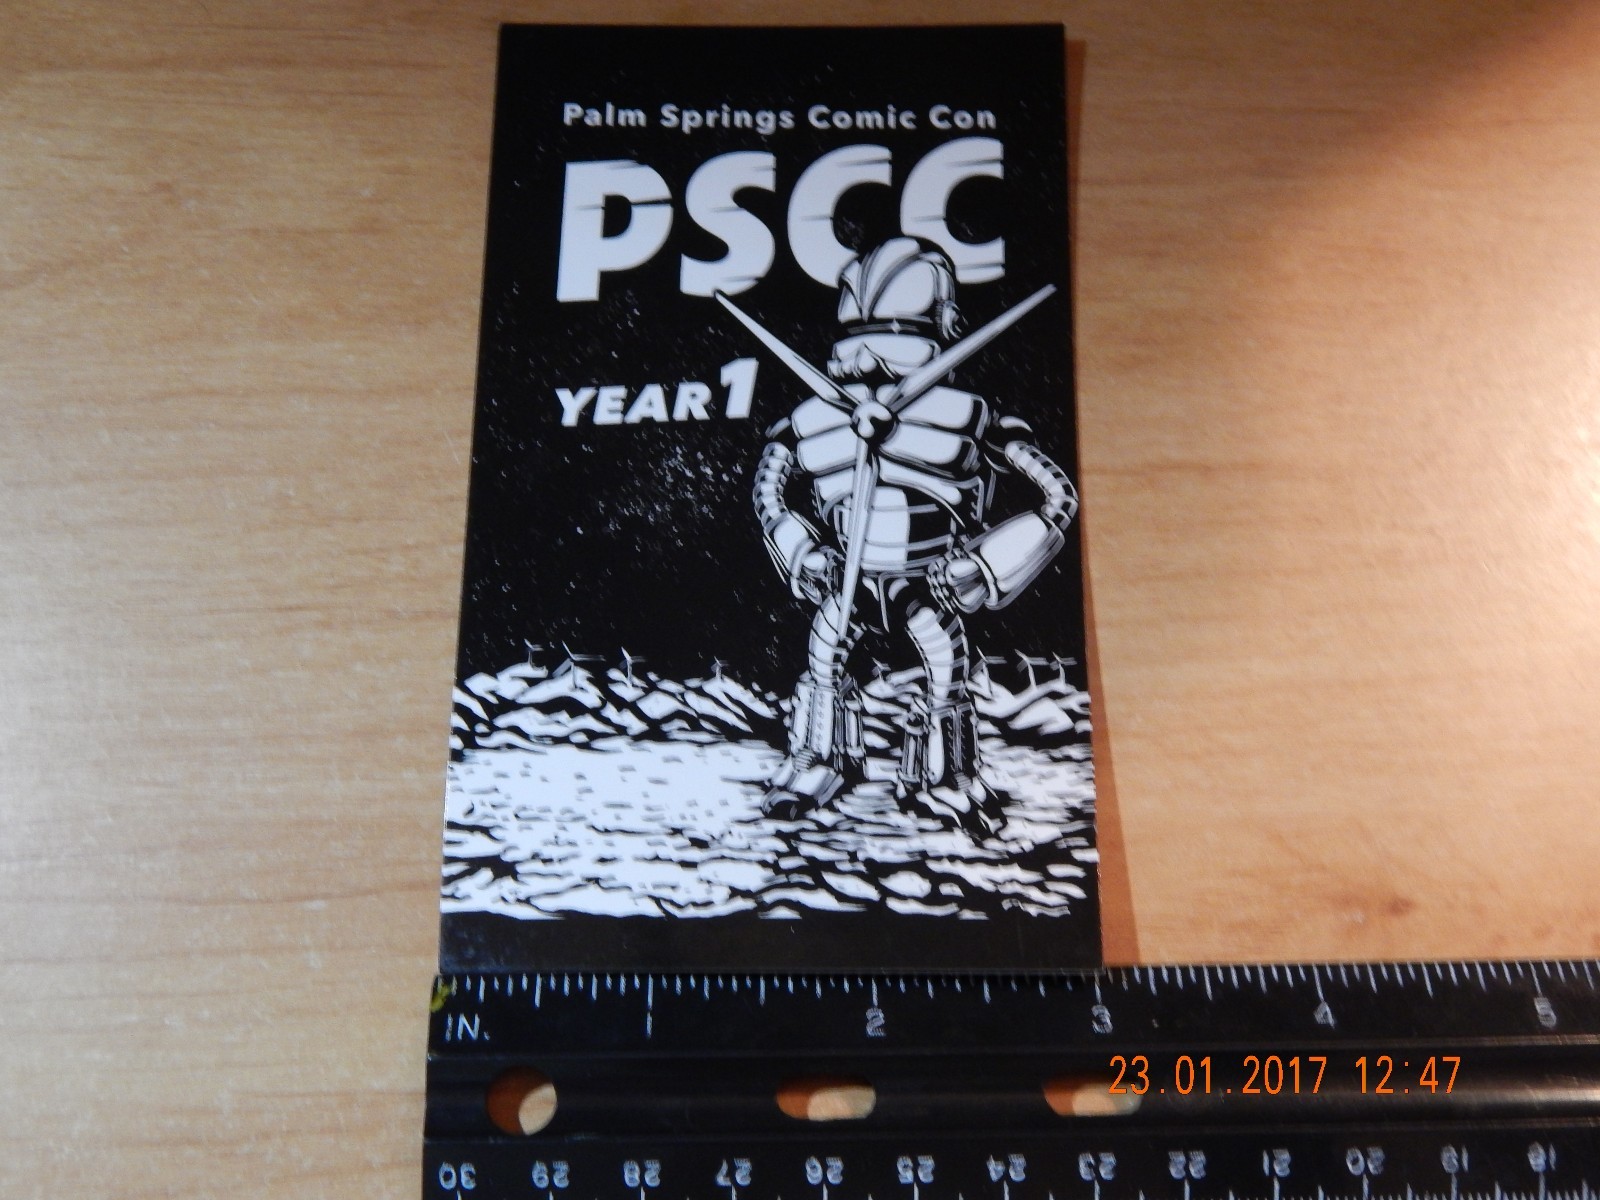 Palm Springs Comic Con
PSCC
YEAR 1
IN. 1 2 3 4 5
23.01.2017 12:47
30 29 28 27 26 25 24 23 22 21 20 19 18